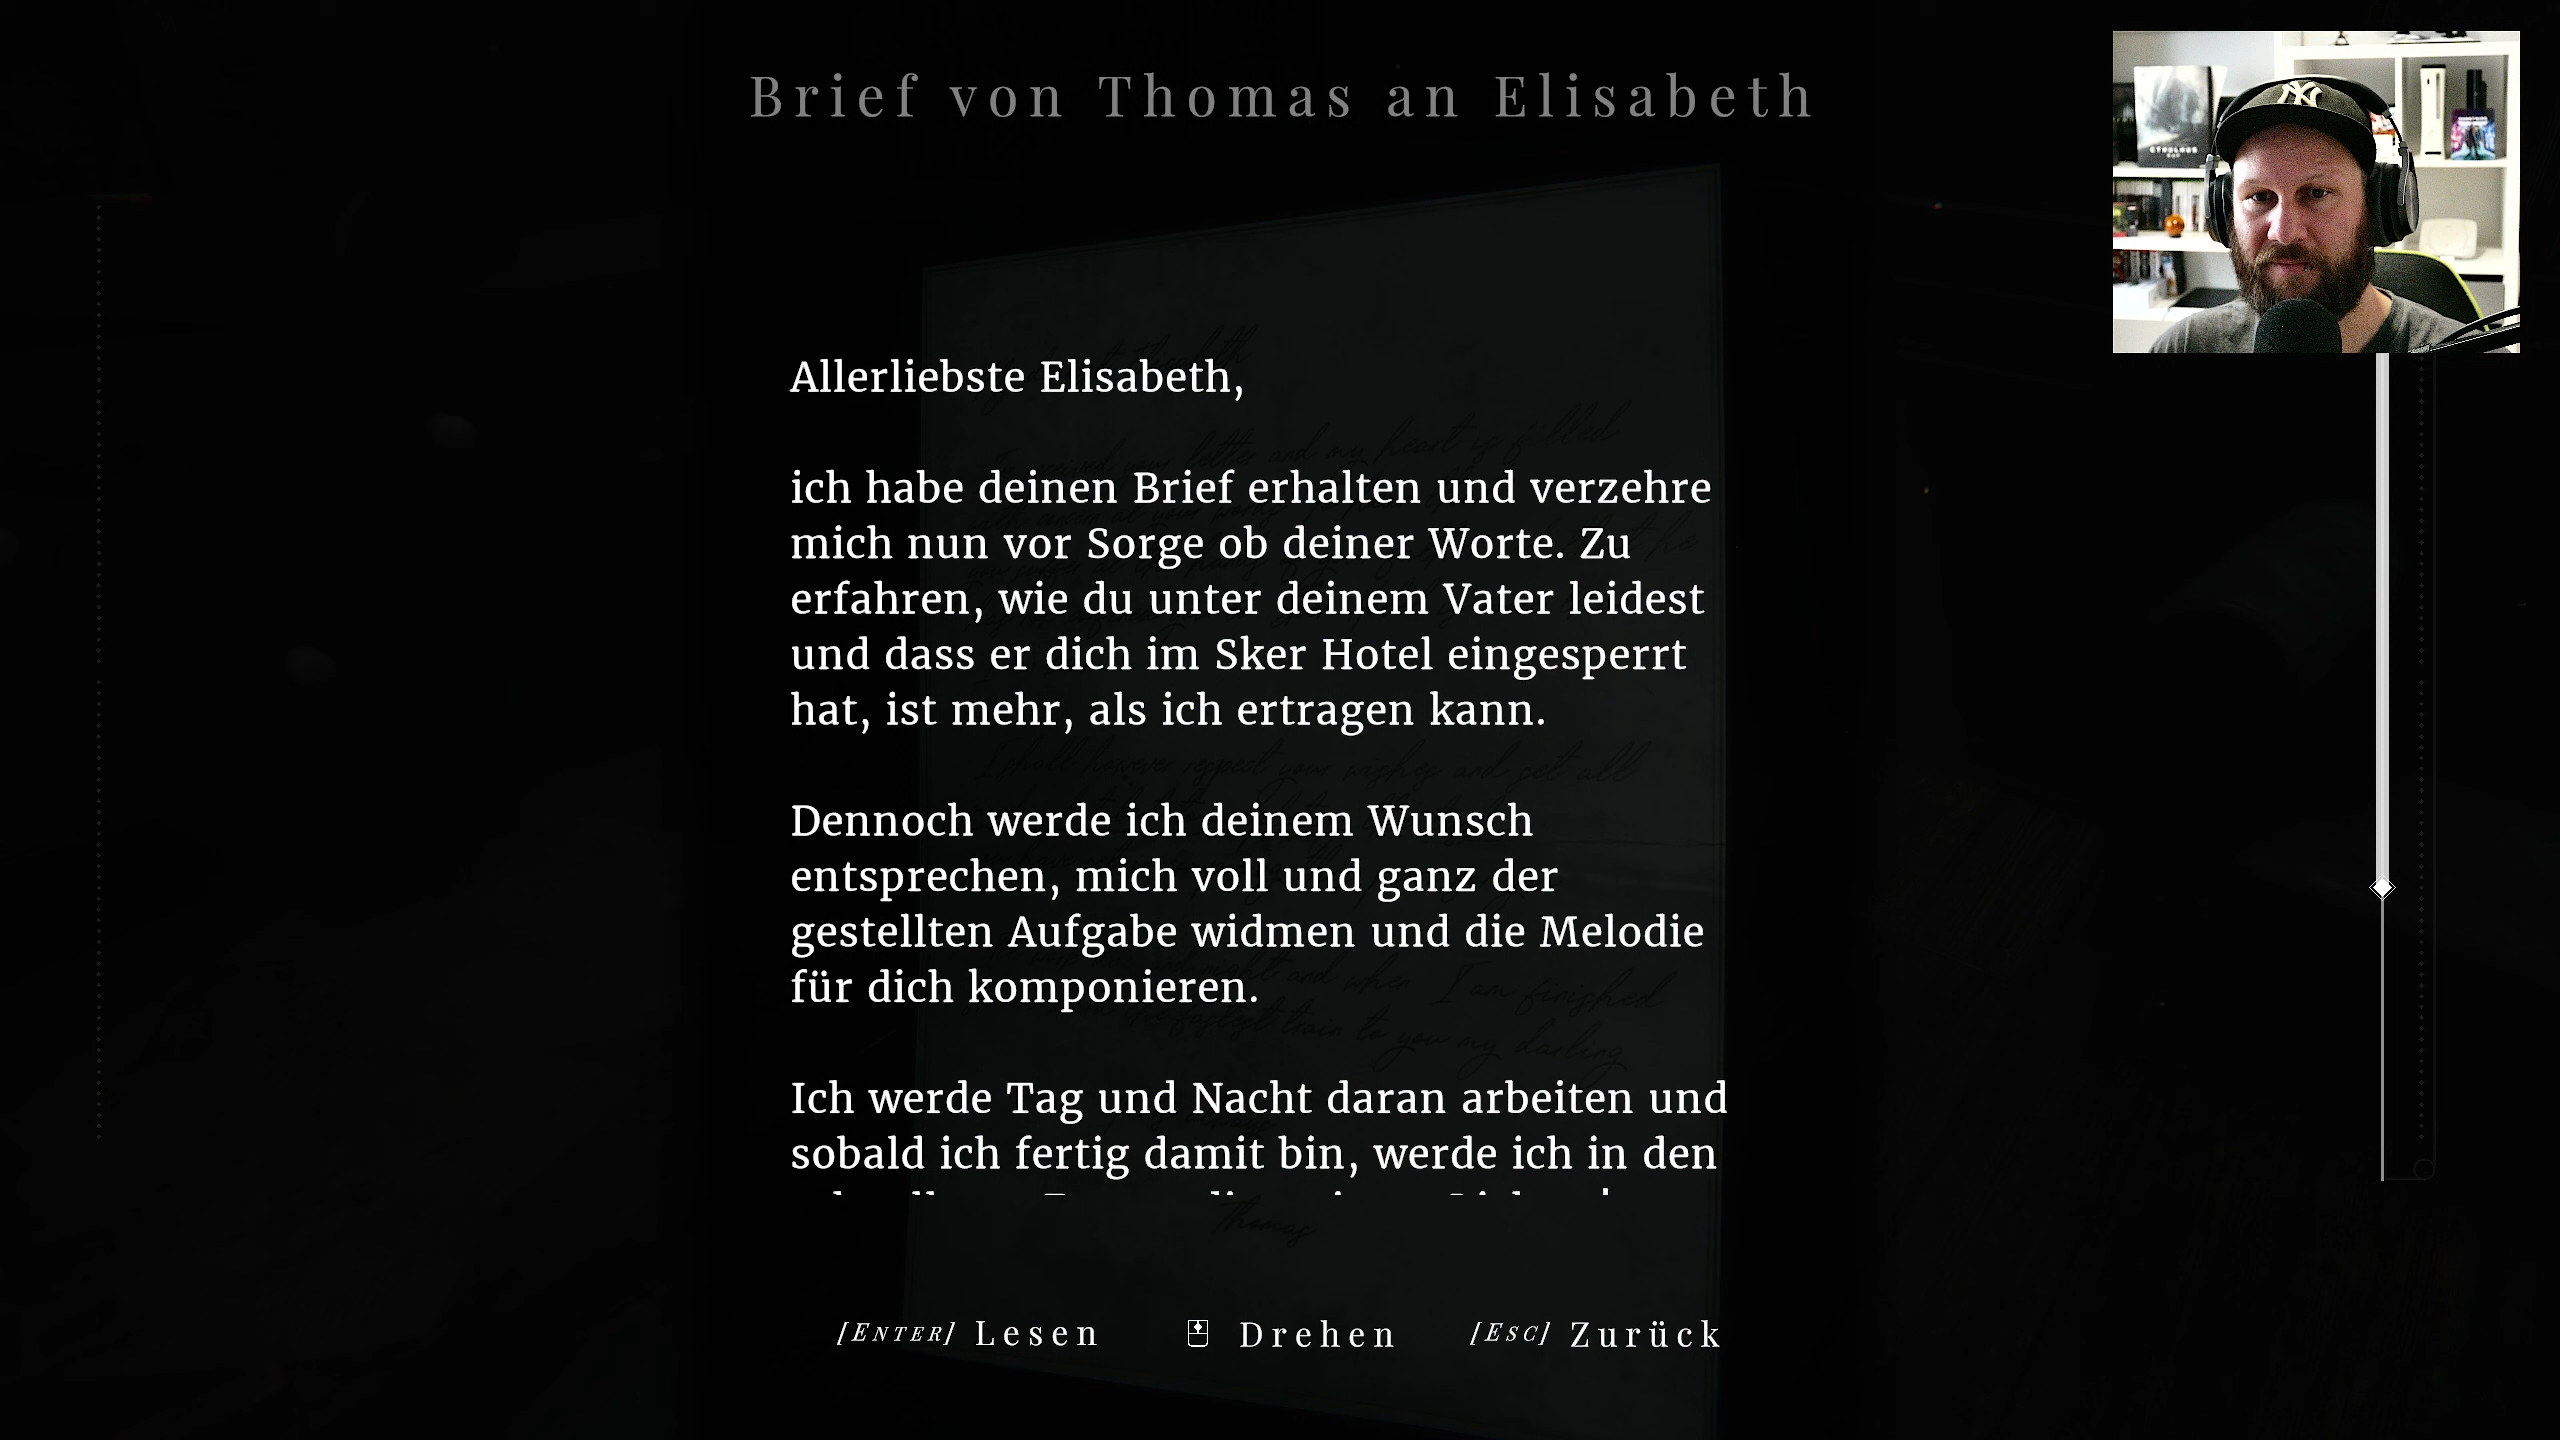 Brief von Thomas an Elisabeth
Allerliebste Elisabeth,
ich habe deinen Brief erhalten und verzehre
mich nun vor Sorge ob deiner Worte. Zu
erfahren, wie du unter deinem Vater leidest
und dass er dich im Sker Hotel eingesperrt
hat, ist mehr, als ich ertragen kann.
Dennoch werde ich deinem Wunsch
entsprechen, mich voll und ganz der
gestellten Aufgabe widmen und die Melodie
für dich komponieren.
Ich werde Tag und Nacht daran arbeiten und
sobald ich fertig damit bin, werde ich in den
Thomas
[ENTER] Lesen Drehen [ESC] Zurück